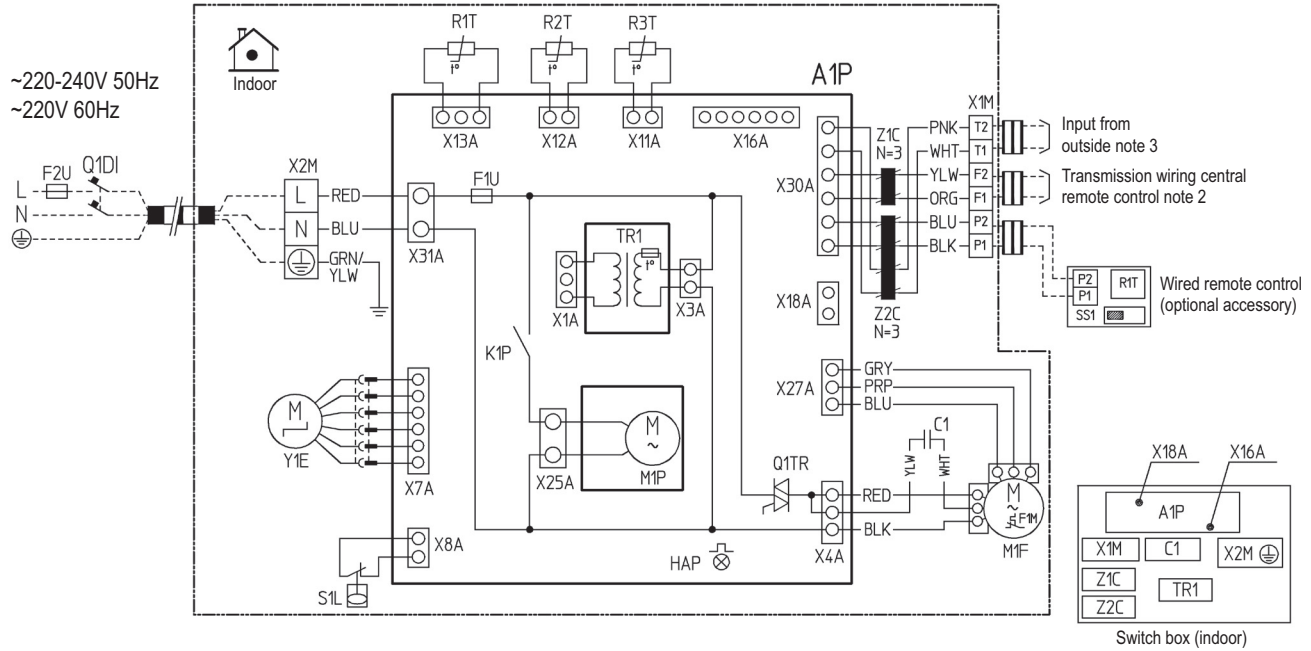 ~220-240V 50Hz
~220V 60Hz
Indoor
R1T
R2T
R3T
t°
t°
t°
A1P
X13A
X12A
X11A
X16A
L
F2U
Q1DI
N
X2M
L
RED
N
BLU
GRN/
YLW
X31A
F1U
TR1
t°
X1A
X3A
K1P
X25A
M
~
M1P
M
Y1E
X7A
X8A
S1L
HAP
Q1TR
X4A
X30A
X18A
X27A
Z1C
N=3
Z2C
N=3
X1M
PNK
T2
WHT
T1
YLW
F2
ORG
F1
BLU
P2
BLK
P1
Input from
outside note 3
Transmission wiring central
remote control note 2
P2
P1
R1T
SS1
Wired remote control
(optional accessory)
GRY
PRP
BLU
C1
YLW
WHT
RED
BLK
M
~
F1M
M1F
X18A
X16A
A1P
X1M
C1
X2M
Z1C
TR1
Z2C
Switch box (indoor)